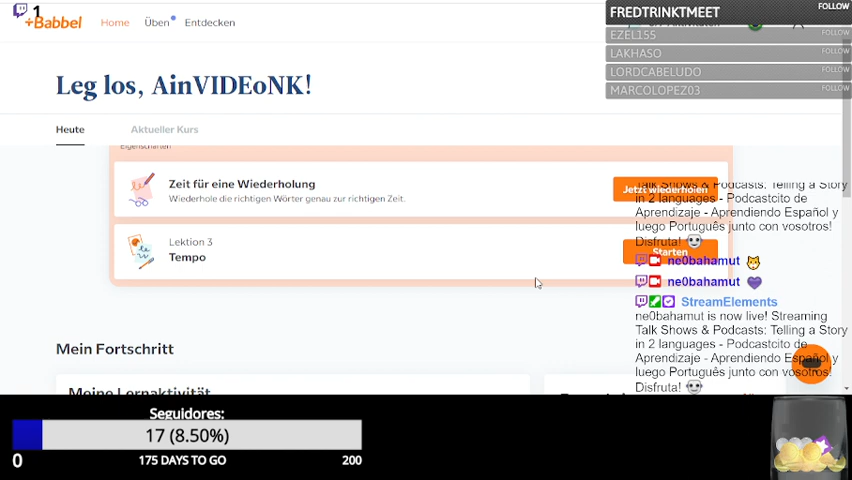 1
+Babbel
Home
Üben
Entdecken
FREDTRINKTMEET FOLLOW
EZEL155 FOLLOW
LAKHASO FOLLOW
LORDCABELUDO FOLLOW
MARCOLOPEZ03 FOLLOW
Leg los, AinVIDEoNK!
Heute
Aktueller Kurs
Eigenschaften
Zeit für eine Wiederholung
Wiederhole die richtigen Wörter genau zur richtigen Zeit.
Jetzt wiederholen
Lektion 3
Tempo
Starten
Talk Shows & Podcasts: Telling a Story
in 2 languages - Podcastcito de
Aprendizaje - Aprendiendo Español y
luego Português junto con vosotros!
Disfruta!
ne0bahamut
ne0bahamut
StreamElements
ne0bahamut is now live! Streaming
Talk Shows & Podcasts: Telling a Story
in 2 languages - Podcastcito de
Aprendizaje - Aprendiendo Español y
luego Português junto con vosotros!
Disfruta!
Mein Fortschritt
Meine Lernaktivität
Seguidores:
17 (8.50%)
0
175 DAYS TO GO
200